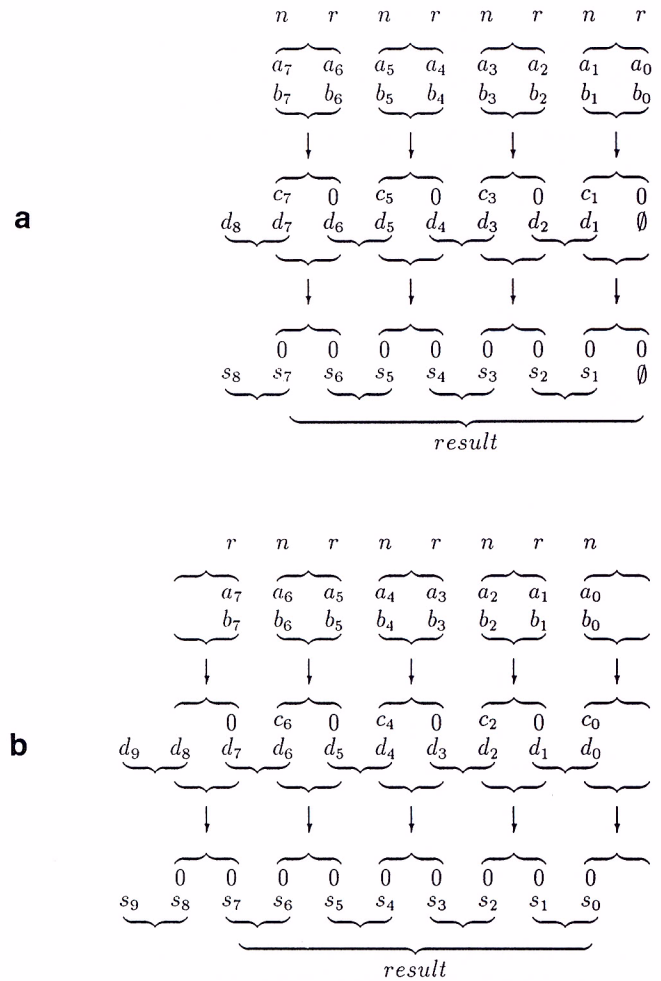 n r n r n r n r
a₇ a₆ a₅ a₄ a₃ a₂ a₁ a₀
b₇ b₆ b₅ b₄ b₃ b₂ b₁ b₀
c₇ 0 c₅ 0 c₃ 0 c₁ 0
a
d₈ d₇ d₆ d₅ d₄ d₃ d₂ d₁ ∅
0 0 0 0 0 0 0 0
s₈ s₇ s₆ s₅ s₄ s₃ s₂ s₁ ∅
result
r n r n r n r n
a₇ a₆ a₅ a₄ a₃ a₂ a₁ a₀
b₇ b₆ b₅ b₄ b₃ b₂ b₁ b₀
0 c₆ 0 c₄ 0 c₂ 0 c₀
b
d₉ d₈ d₇ d₆ d₅ d₄ d₃ d₂ d₁ d₀
0 0 0 0 0 0 0 0 0
s₉ s₈ s₇ s₆ s₅ s₄ s₃ s₂ s₁ s₀
result